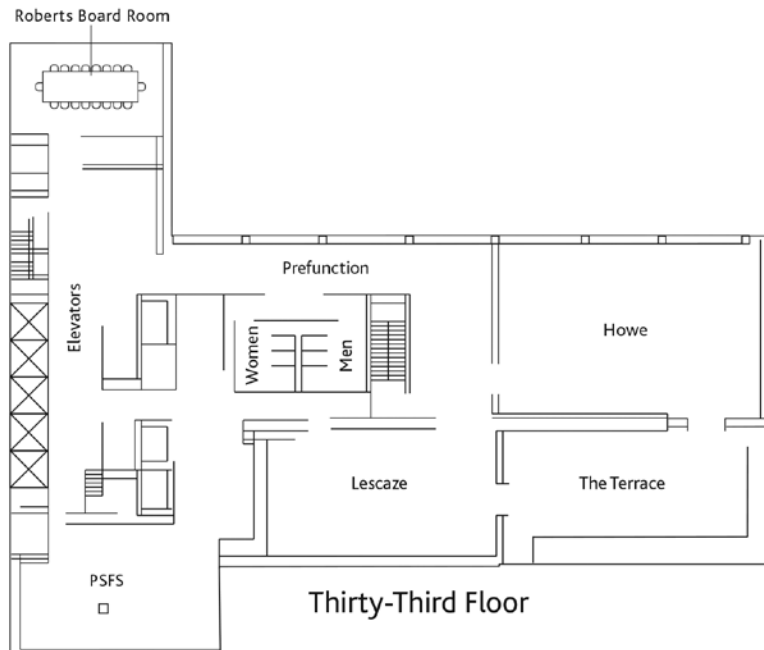 Roberts Board Room
Prefunction
Elevators
Howe
Women
Men
Lescaze
The Terrace
PSFS
Thirty-Third Floor